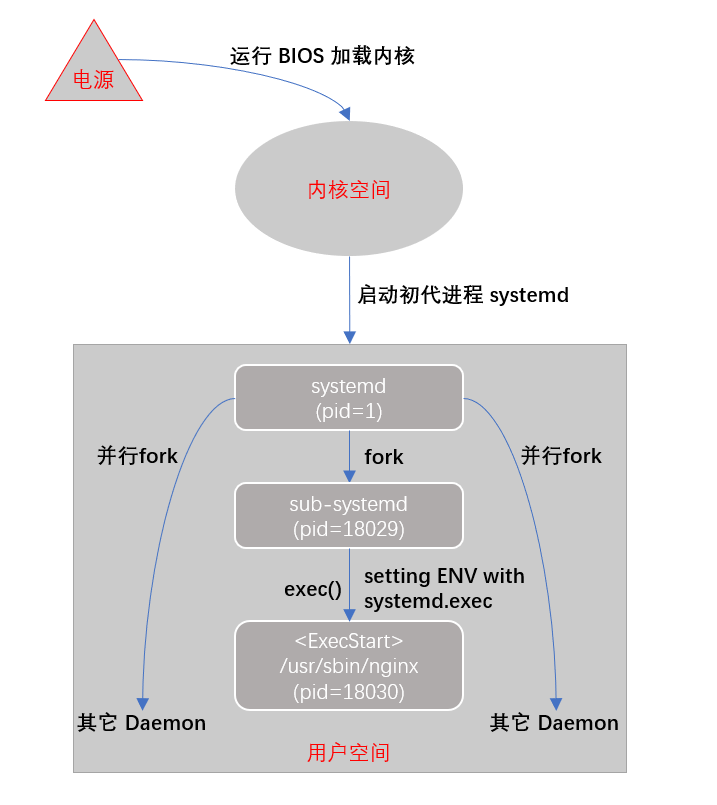 运行 BIOS 加载内核
电源
内核空间
启动初代进程 systemd
systemd
(pid=1)
并行fork
fork
并行fork
sub-systemd
(pid=18029)
exec()
setting ENV with
systemd.exec
<ExecStart>
/usr/sbin/nginx
(pid=18030)
其它 Daemon
其它 Daemon
用户空间